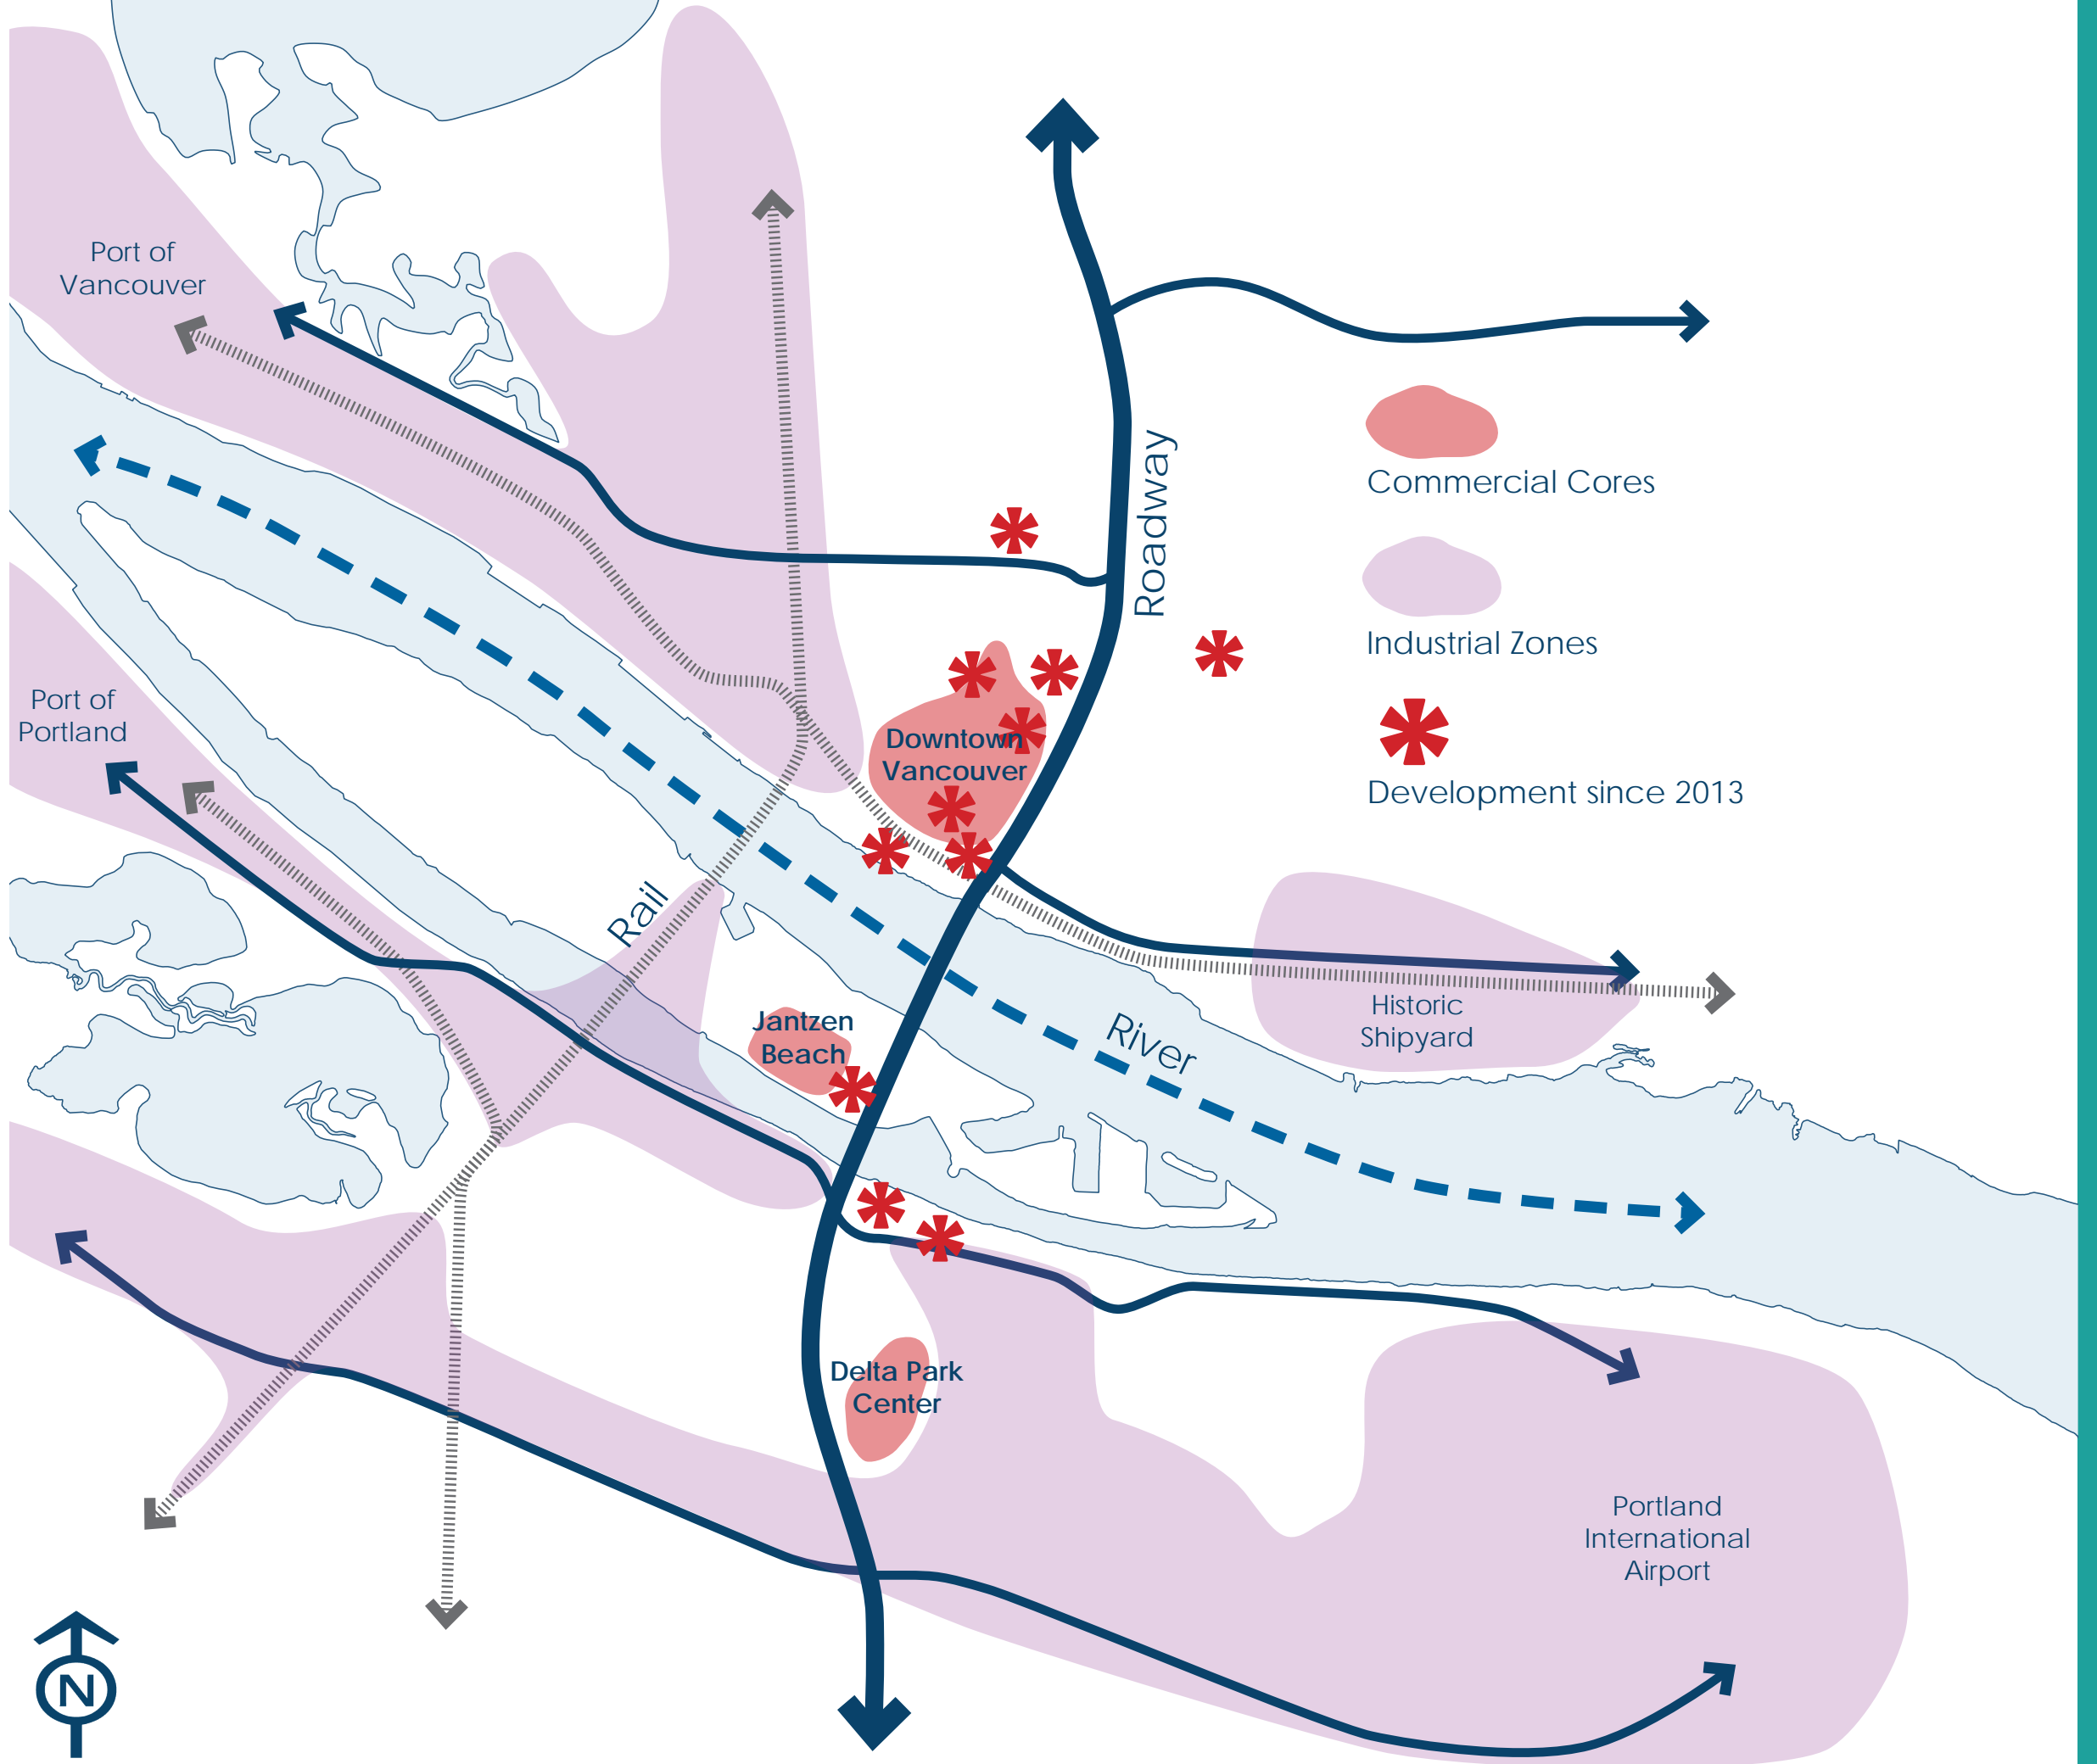 Port of
Vancouver
Roadway
Commercial Cores
Industrial Zones
Development since 2013
Port of
Portland
Downtown
Vancouver
Rail
Jantzen
Beach
River
Historic
Shipyard
Delta Park
Center
Portland
International
Airport
N